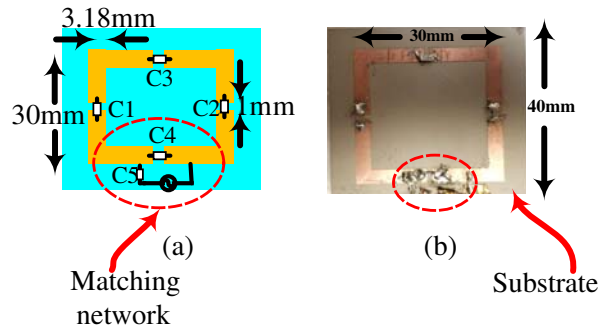 3.18mm
30mm
C3
C1
C2
1mm
C4
C5
(a)
Matching
network
30mm
40mm
(b)
Substrate